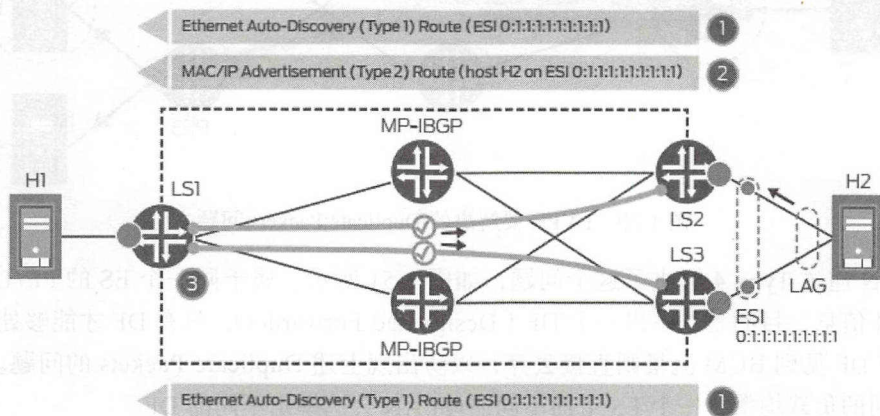 Ethernet Auto-Discovery (Type 1) Route (ESI 0:1:1:1:1:1:1:1:1:1)
1
MAC/IP Advertisement (Type 2) Route (host H2 on ESI 0:1:1:1:1:1:1:1:1:1)
2
MP-IBGP
H1
LS1
LS2
H2
LS3
3
LAG
ESI
0:1:1:1:1:1:1:1:1:1
MP-IBGP
Ethernet Auto-Discovery (Type 1) Route (ESI 0:1:1:1:1:1:1:1:1:1)
1